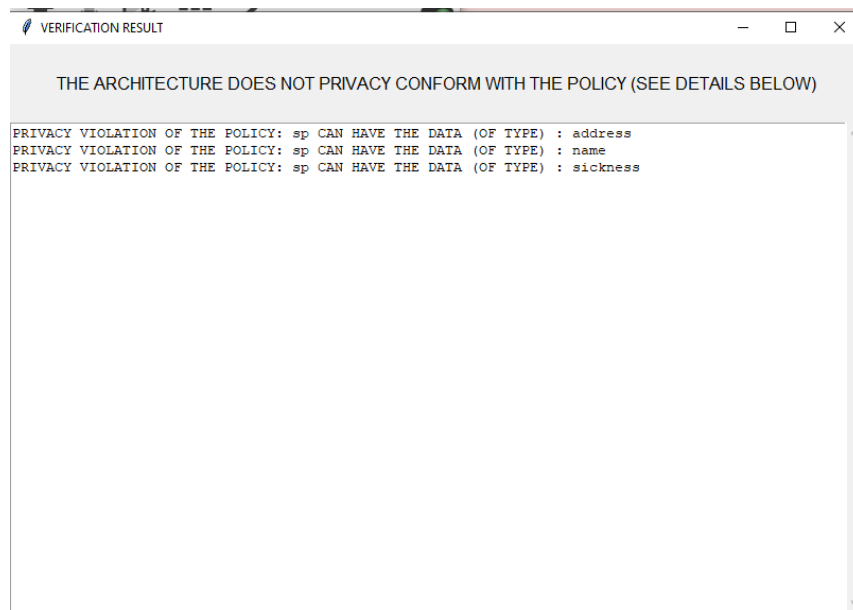 VERIFICATION RESULT
THE ARCHITECTURE DOES NOT PRIVACY CONFORM WITH THE POLICY (SEE DETAILS BELOW)
PRIVACY VIOLATION OF THE POLICY: sp CAN HAVE THE DATA (OF TYPE) : address
PRIVACY VIOLATION OF THE POLICY: sp CAN HAVE THE DATA (OF TYPE) : name
PRIVACY VIOLATION OF THE POLICY: sp CAN HAVE THE DATA (OF TYPE) : sickness